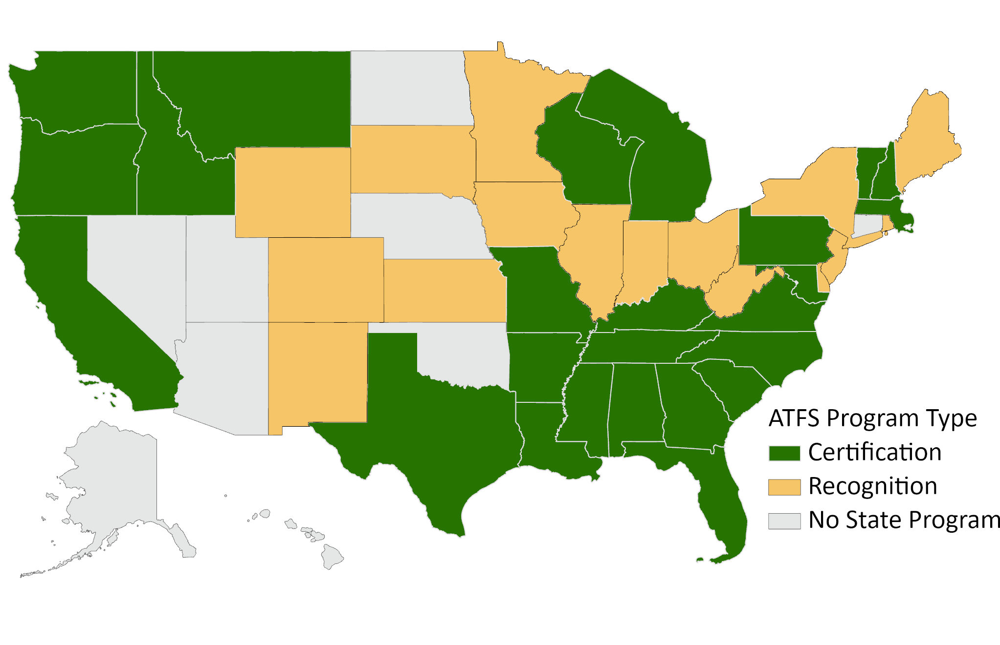 ATFS Program Type
Certification
Recognition
No State Program